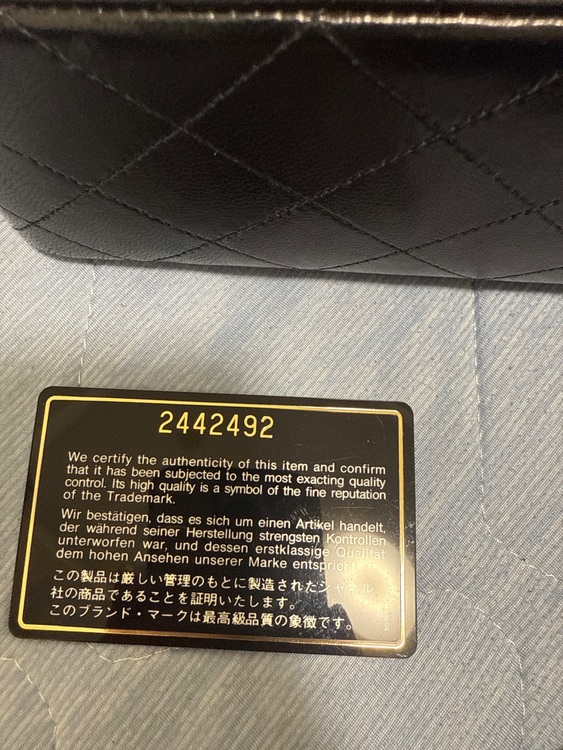 2442492
We certify the authenticity of this item and confirm
that it has been subjected to the most exacting quality
control. Its high quality is a symbol of the fine reputation
of the Trademark.
Wir bestätigen, dass es sich um einen Artikel handelt,
der während seiner Herstellung strengsten Kontrollen
unterworfen war, und dessen erstklassige Qualität
dem hohen Ansehen unserer Marke entspricht.
この製品は厳しい管理のもとに製造されたシャネル
社の商品であることを証明いたします。
このブランド・マークは最高級品質の象徴です。